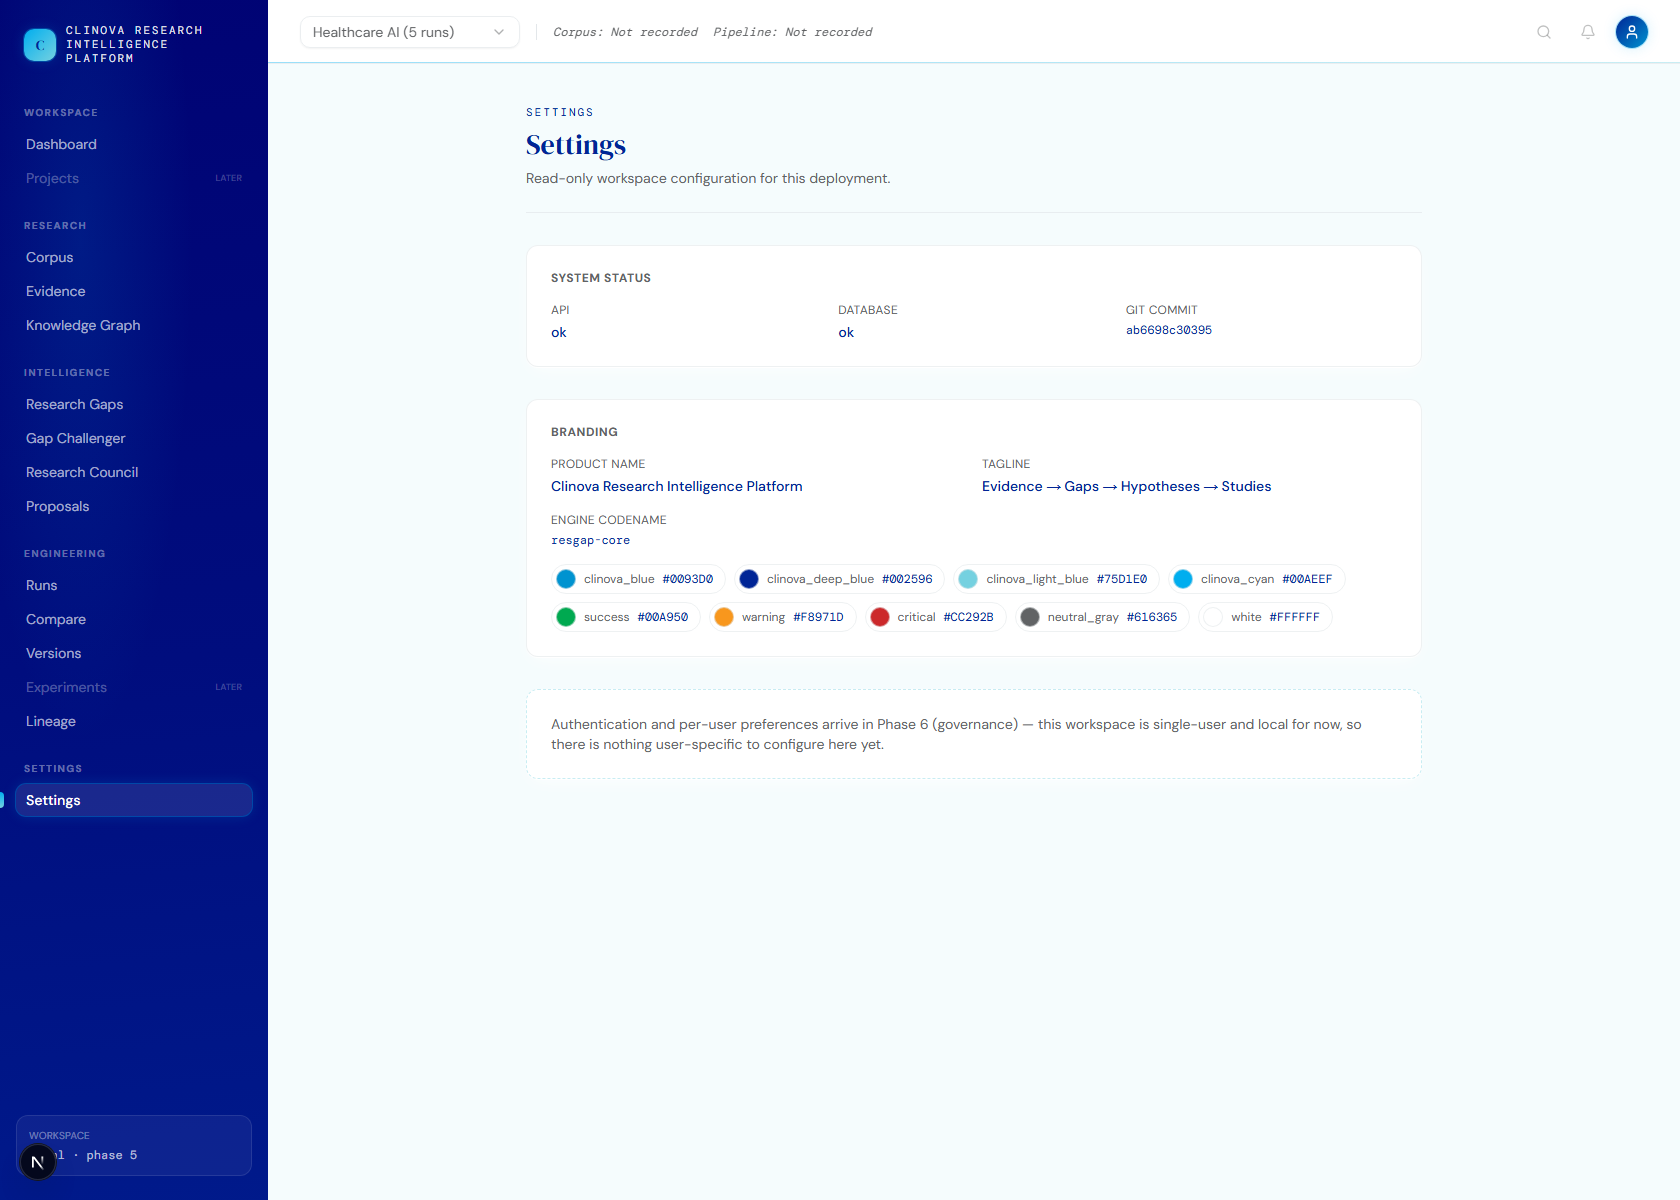 C
CLINOVA RESEARCH
INTELLIGENCE
PLATFORM
WORKSPACE
Dashboard
Projects LATER
RESEARCH
Corpus
Evidence
Knowledge Graph
INTELLIGENCE
Research Gaps
Gap Challenger
Research Council
Proposals
ENGINEERING
Runs
Compare
Versions
Experiments LATER
Lineage
SETTINGS
Settings
WORKSPACE
· phase 5
N
Healthcare AI (5 runs)
Corpus: Not recorded Pipeline: Not recorded
SETTINGS
Settings
Read-only workspace configuration for this deployment.
SYSTEM STATUS
API DATABASE GIT COMMIT
ok ok ab6698c30395
BRANDING
PRODUCT NAME TAGLINE
Clinova Research Intelligence Platform Evidence → Gaps → Hypotheses → Studies
ENGINE CODENAME
resgap-core
clinova_blue #0093D0 clinova_deep_blue #002596 clinova_light_blue #75D1E0 clinova_cyan #00AEEF
success #00A950 warning #F8971D critical #CC292B neutral_gray #616365 white #FFFFFF
Authentication and per-user preferences arrive in Phase 6 (governance) — this workspace is single-user and local for now, so
there is nothing user-specific to configure here yet.